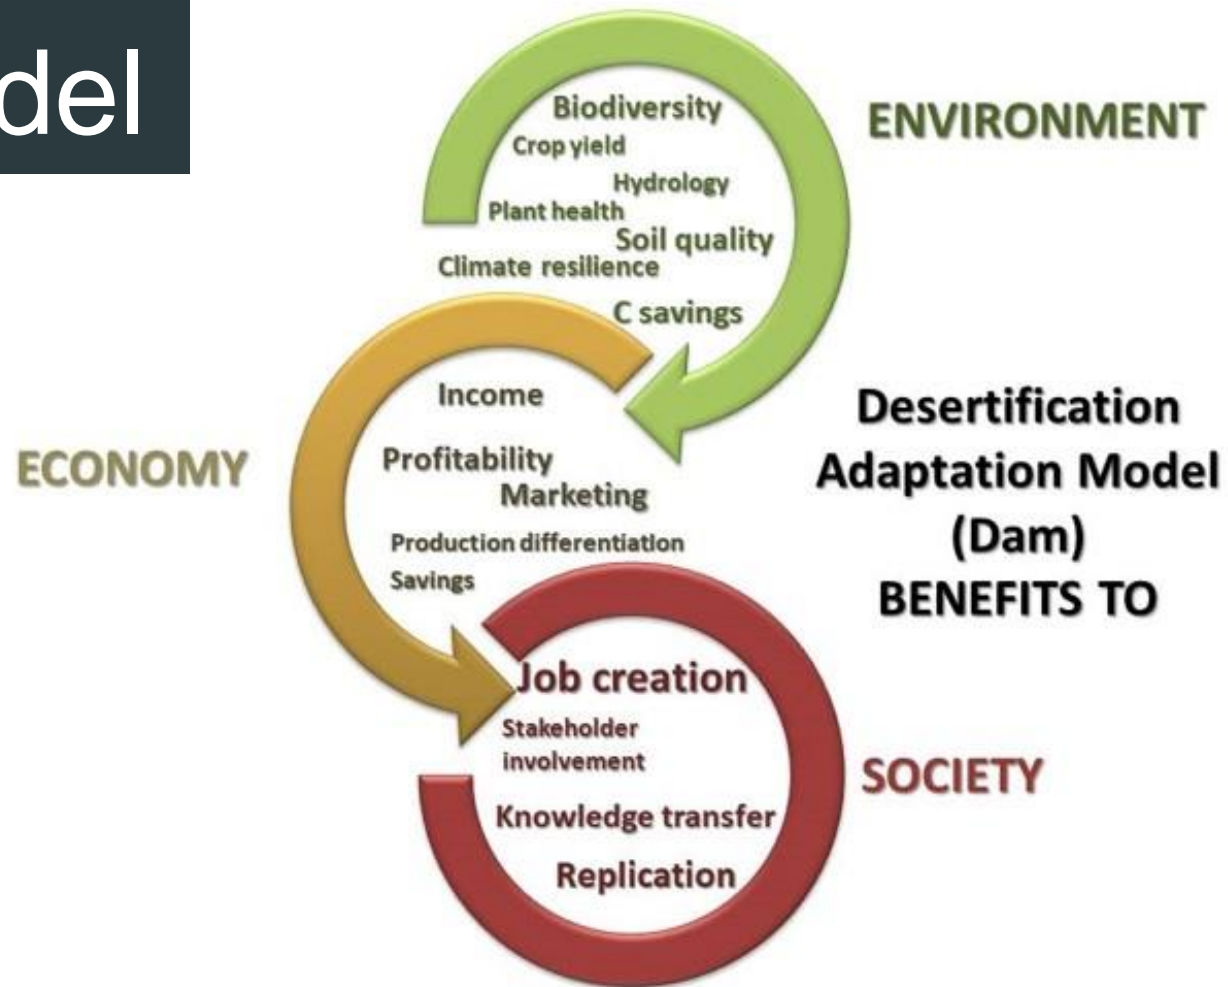 del
Biodiversity
Crop yield
Hydrology
Plant health
Soil quality
Climate resilience
C savings
ENVIRONMENT
Income
Profitability
Marketing
Production differentiation
Savings
ECONOMY
Desertification
Adaptation Model
(Dam)
BENEFITS TO
Job creation
Stakeholder
involvement
Knowledge transfer
Replication
SOCIETY